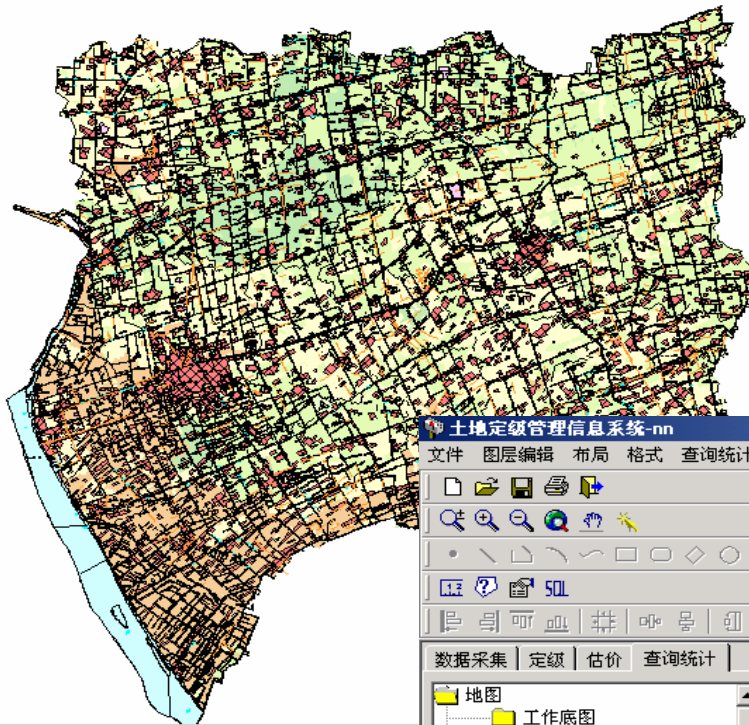 土地定级管理信息系统-nn
文件 图层编辑 布局 格式 查询统计
SQL
数据采集 定级 估价 查询统计
地图
工作底图